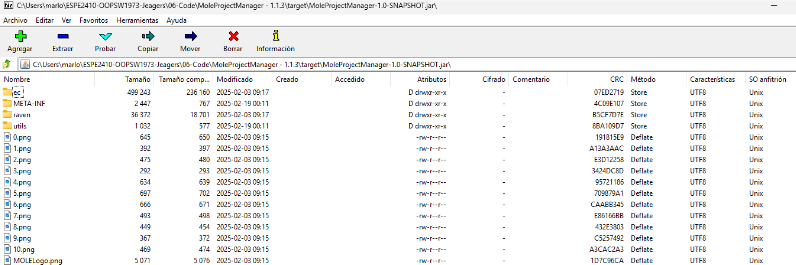 C:\Users\marlo\ESPE2410-OOPSW1973-Jeagers\06-Code\MoleProjectManager - 1.1.3\target\MoleProjectManager-1.0-SNAPSHOT.jar\
Archivo Editar Ver Favoritos Herramientas Ayuda
Agregar Extraer Probar Copiar Mover Borrar Información
C:\Users\marlo\ESPE2410-OOPSW1973-Jeagers\06-Code\MoleProjectManager - 1.1.3\target\MoleProjectManager-1.0-SNAPSHOT.jar\
Nombre Tamaño Tamaño comp... Modificado Creado Accedido Atributos Cifrado Comentario CRC Método Características SO anfitrión
ec 499 243 236 160 2025-02-03 09:17 D drwxr-xr-x - 07ED2719 Store UTF8 Unix
META-INF 2 447 767 2025-02-19 00:11 D drwxr-xr-x - 4C09E107 Store UTF8 Unix
raven 36 372 18 701 2025-02-03 09:17 D drwxr-xr-x - B5CF7D7E Store UTF8 Unix
utils 1 032 577 2025-02-19 00:11 D drwxr-xr-x - 8BA109D7 Store UTF8 Unix
0.png 645 650 2025-02-03 09:15 -rw-r--r-- - 191815E9 Deflate UTF8 Unix
1.png 392 397 2025-02-03 09:15 -rw-r--r-- - A13A3AAC Deflate UTF8 Unix
2.png 475 480 2025-02-03 09:15 -rw-r--r-- - E3D12258 Deflate UTF8 Unix
3.png 292 293 2025-02-03 09:15 -rw-r--r-- - 3424DC8D Deflate UTF8 Unix
4.png 634 639 2025-02-03 09:15 -rw-r--r-- - 95721186 Deflate UTF8 Unix
5.png 697 702 2025-02-03 09:15 -rw-r--r-- - 709879A1 Deflate UTF8 Unix
6.png 666 671 2025-02-03 09:15 -rw-r--r-- - CAABB345 Deflate UTF8 Unix
7.png 493 498 2025-02-03 09:15 -rw-r--r-- - E86166BB Deflate UTF8 Unix
8.png 449 454 2025-02-03 09:15 -rw-r--r-- - 432E3803 Deflate UTF8 Unix
9.png 367 372 2025-02-03 09:15 -rw-r--r-- - C5257492 Deflate UTF8 Unix
10.png 469 474 2025-02-03 09:15 -rw-r--r-- - A3CAC2A3 Deflate UTF8 Unix
MOLELogo.png 5 071 5 076 2025-02-03 09:15 -rw-r--r-- - 1D7C96CA Deflate UTF8 Unix